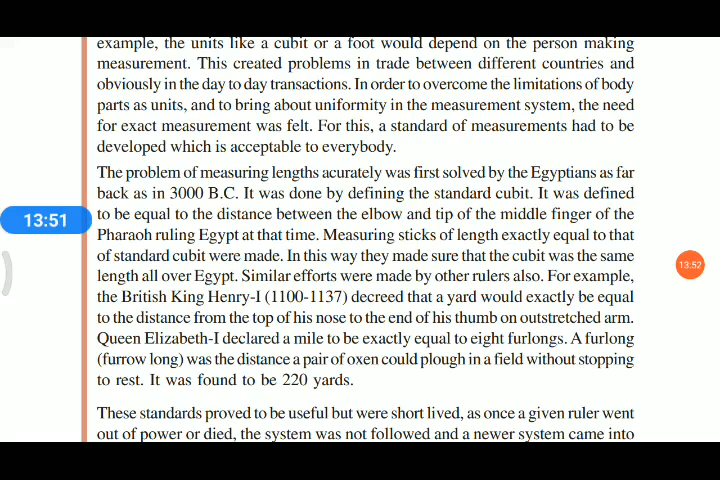 example, the units like a cubit or a foot would depend on the person making
measurement. This created problems in trade between different countries and
obviously in the day to day transactions. In order to overcome the limitations of body
parts as units, and to bring about uniformity in the measurement system, the need
for exact measurement was felt. For this, a standard of measurements had to be
developed which is acceptable to everybody.
The problem of measuring lengths acurately was first solved by the Egyptians as far
back as in 3000 B.C. It was done by defining the standard cubit. It was defined
13:51
to be equal to the distance between the elbow and tip of the middle finger of the
Pharaoh ruling Egypt at that time. Measuring sticks of length exactly equal to that
of standard cubit were made. In this way they made sure that the cubit was the same
13:52
length all over Egypt. Similar efforts were made by other rulers also. For example,
the British King Henry-I (1100-1137) decreed that a yard would exactly be equal
to the distance from the top of his nose to the end of his thumb on outstretched arm.
Queen Elizabeth-I declared a mile to be exactly equal to eight furlongs. A furlong
(furrow long) was the distance a pair of oxen could plough in a field without stopping
to rest. It was found to be 220 yards.
These standards proved to be useful but were short lived, as once a given ruler went
out of power or died, the system was not followed and a newer system came into